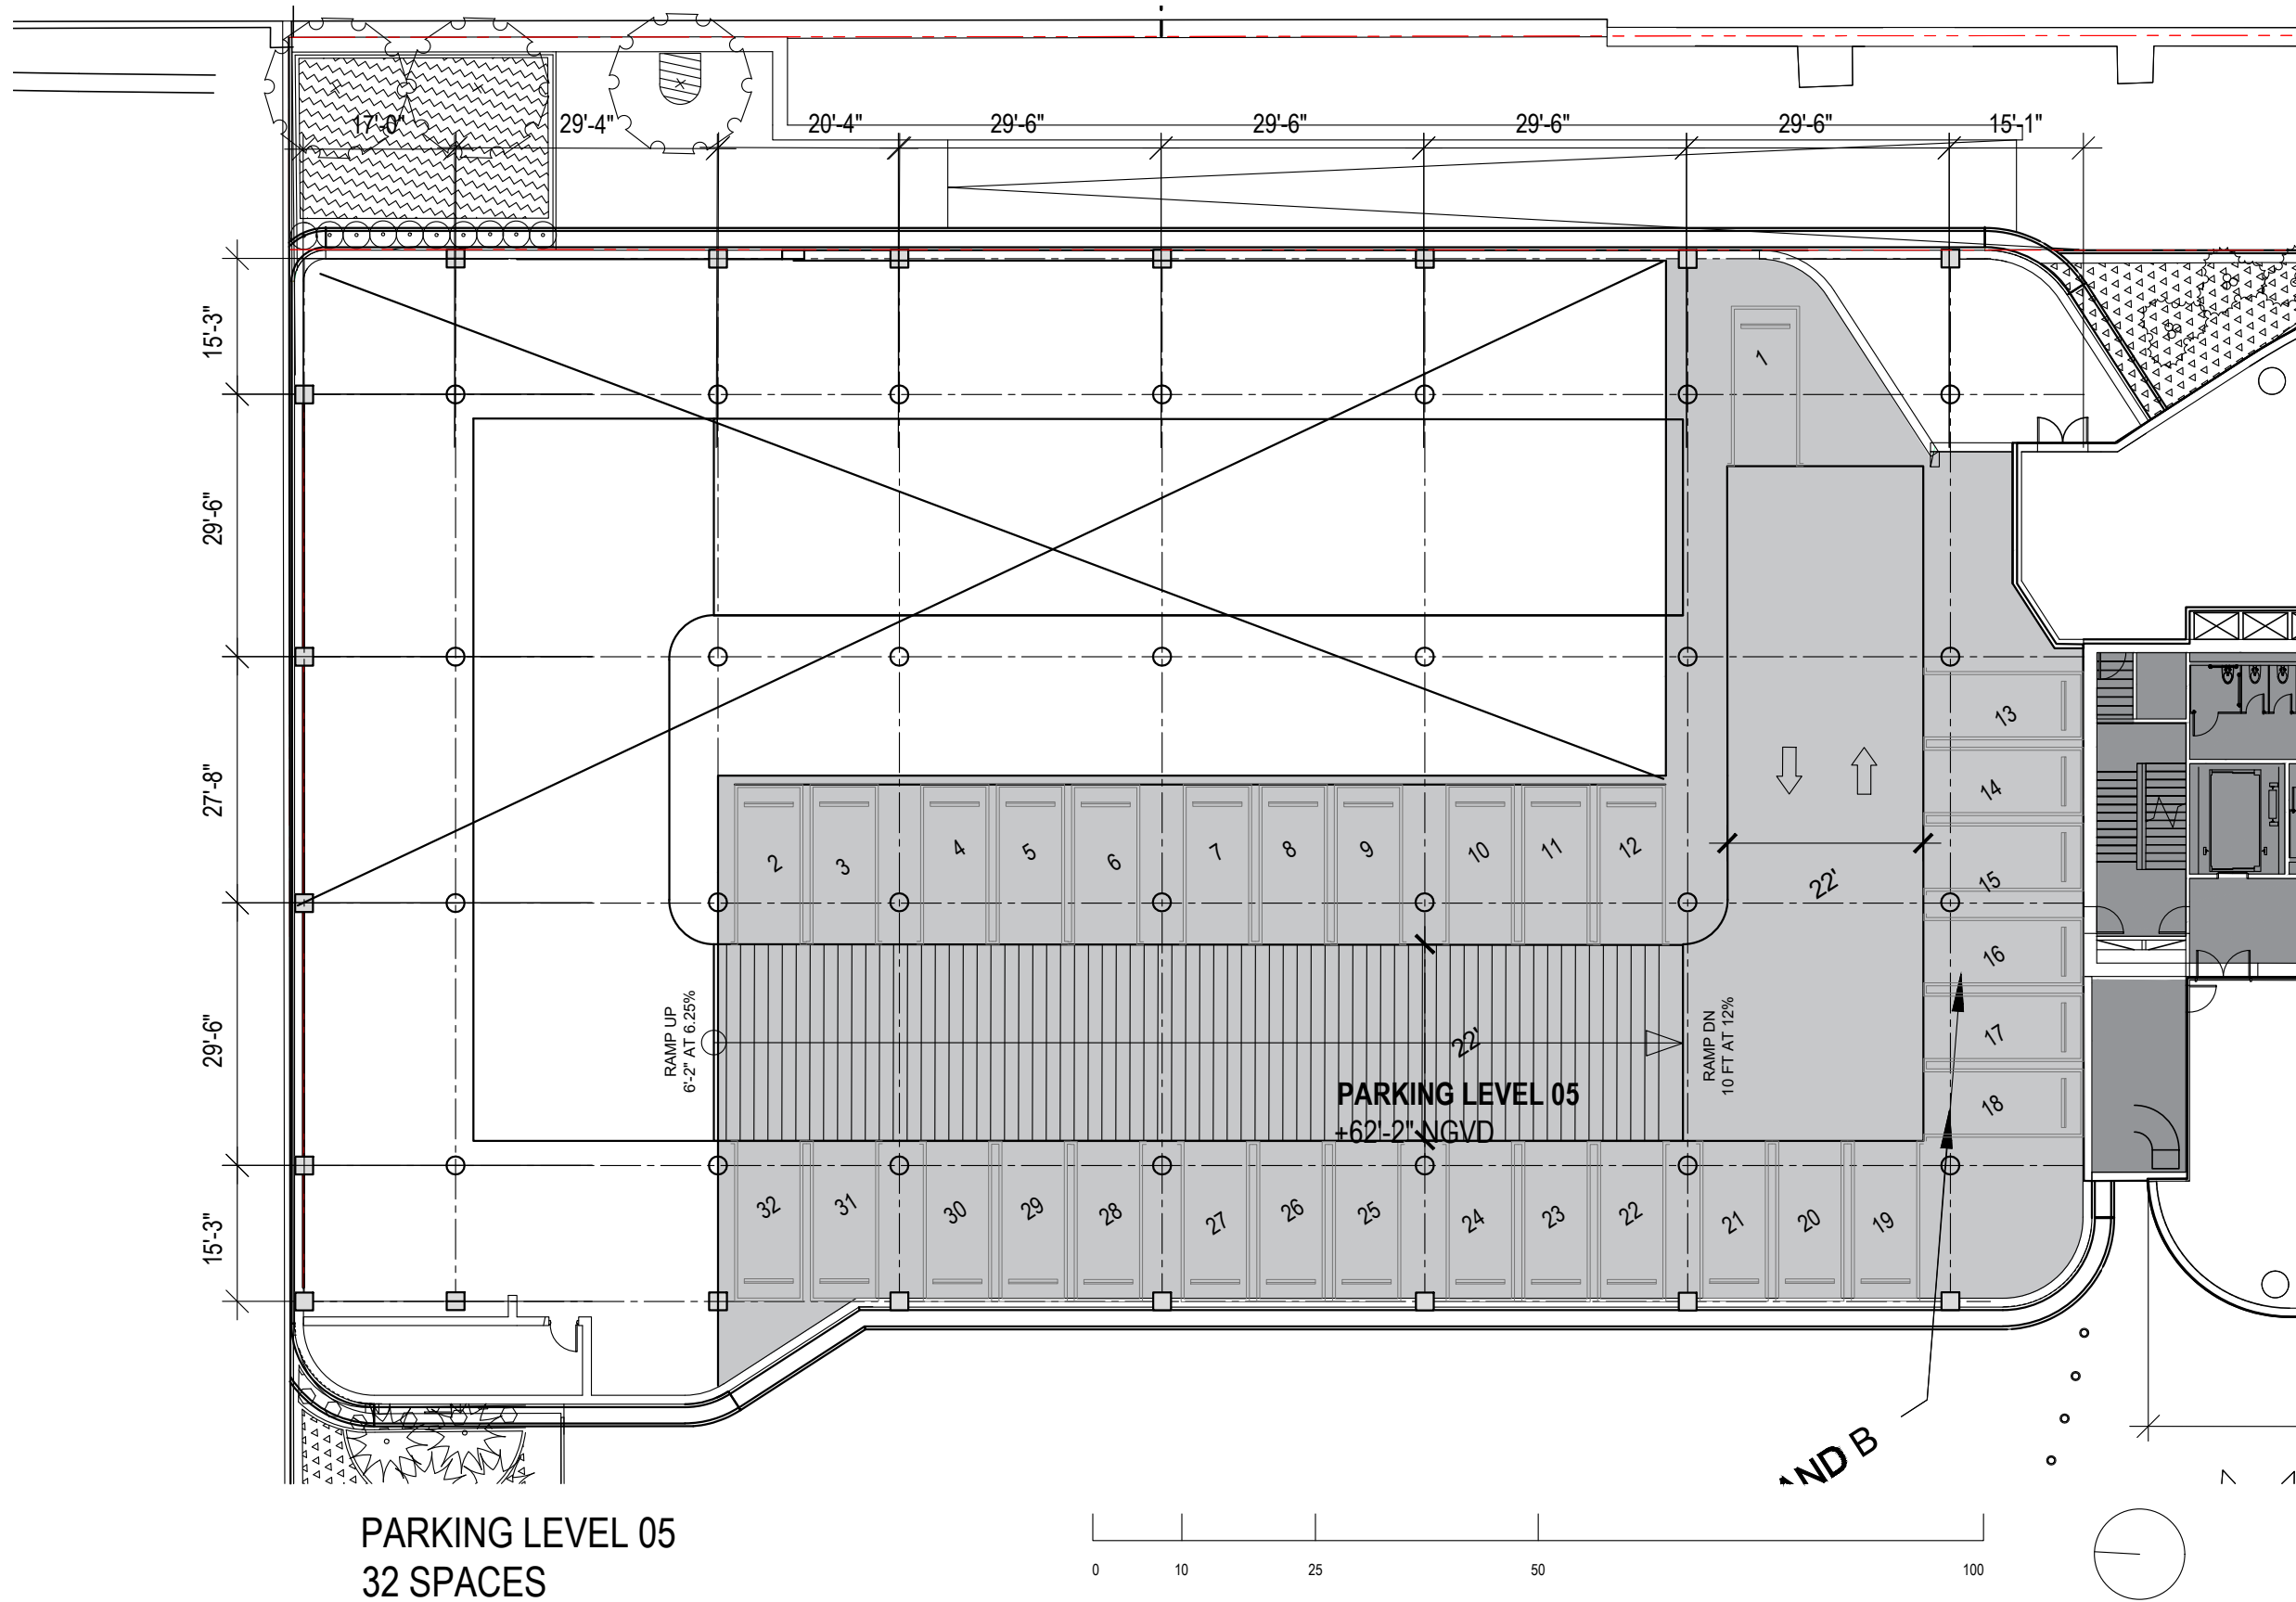 17'-0" 29'-4" 20'-4" 29'-6" 29'-6" 29'-6" 29'-6" 15'-1"
15'-3"
29'-6"
27'-8"
29'-6"
15'-3"
1
13
14
15
16
17
18
2 3 4 5 6 7 8 9 10 11 12
22'
RAMP UP
6'-2" AT 6.25%
22'
RAMP DN
10 FT AT 12%
PARKING LEVEL 05
+62'-2" NGVD
32 31 30 29 28 27 26 25 24 23 22 21 20 19
AND B
PARKING LEVEL 05
32 SPACES
0 10 25 50 100